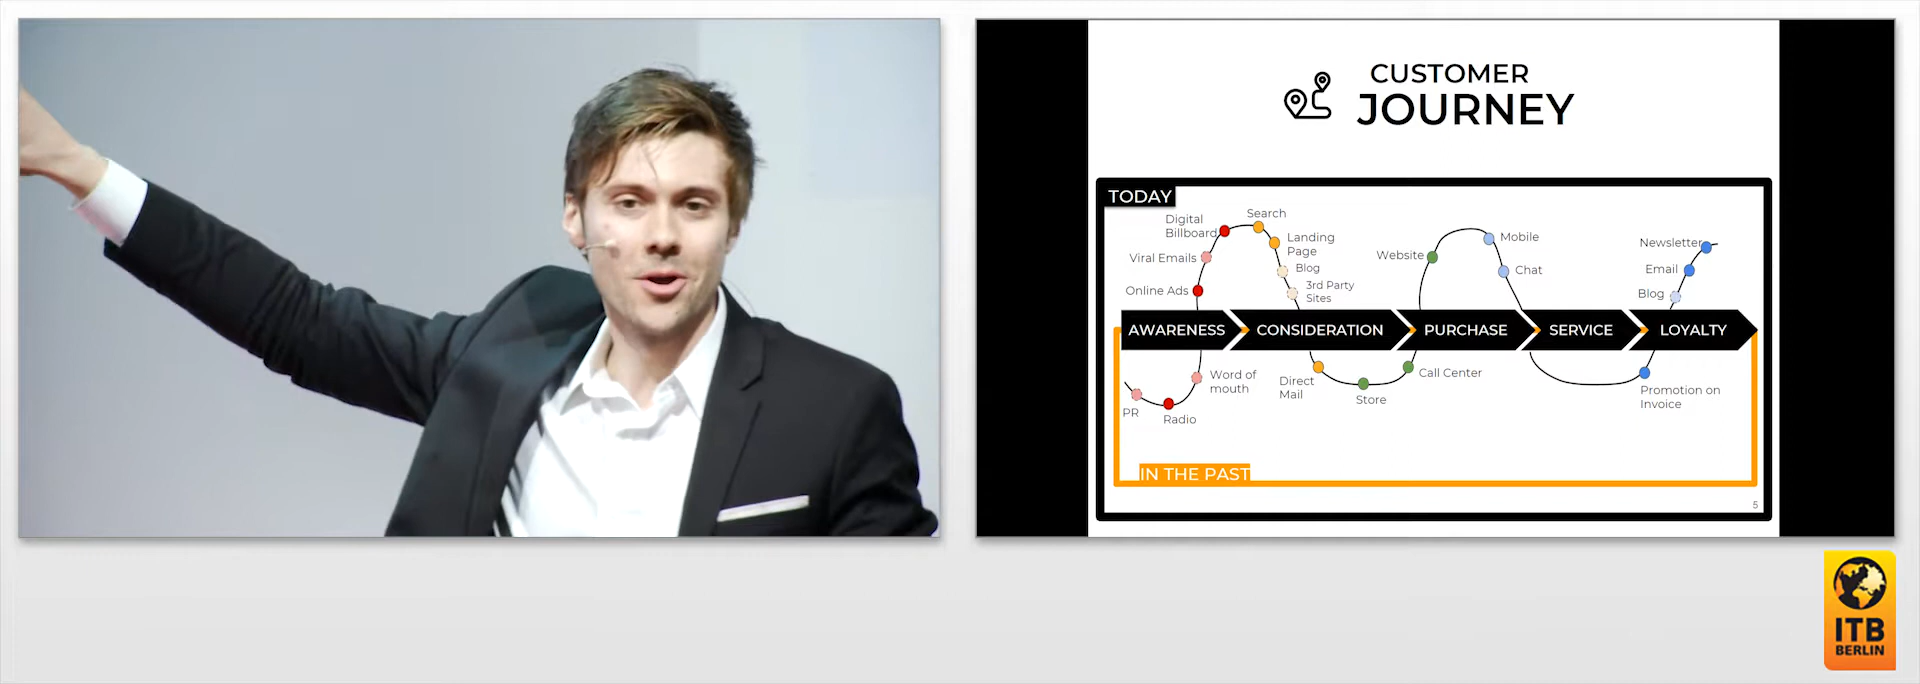 CUSTOMER
JOURNEY
TODAY
Digital
Billboard
Search
Landing
Page
Viral Emails
Blog
Online Ads
3rd Party
Sites
Website
Mobile
Chat
Newsletter
Email
Blog
AWARENESS
CONSIDERATION
PURCHASE
SERVICE
LOYALTY
Word of
mouth
PR
Radio
Direct
Mail
Store
Call Center
Promotion on
Invoice
IN THE PAST
5
ITB
BERLIN